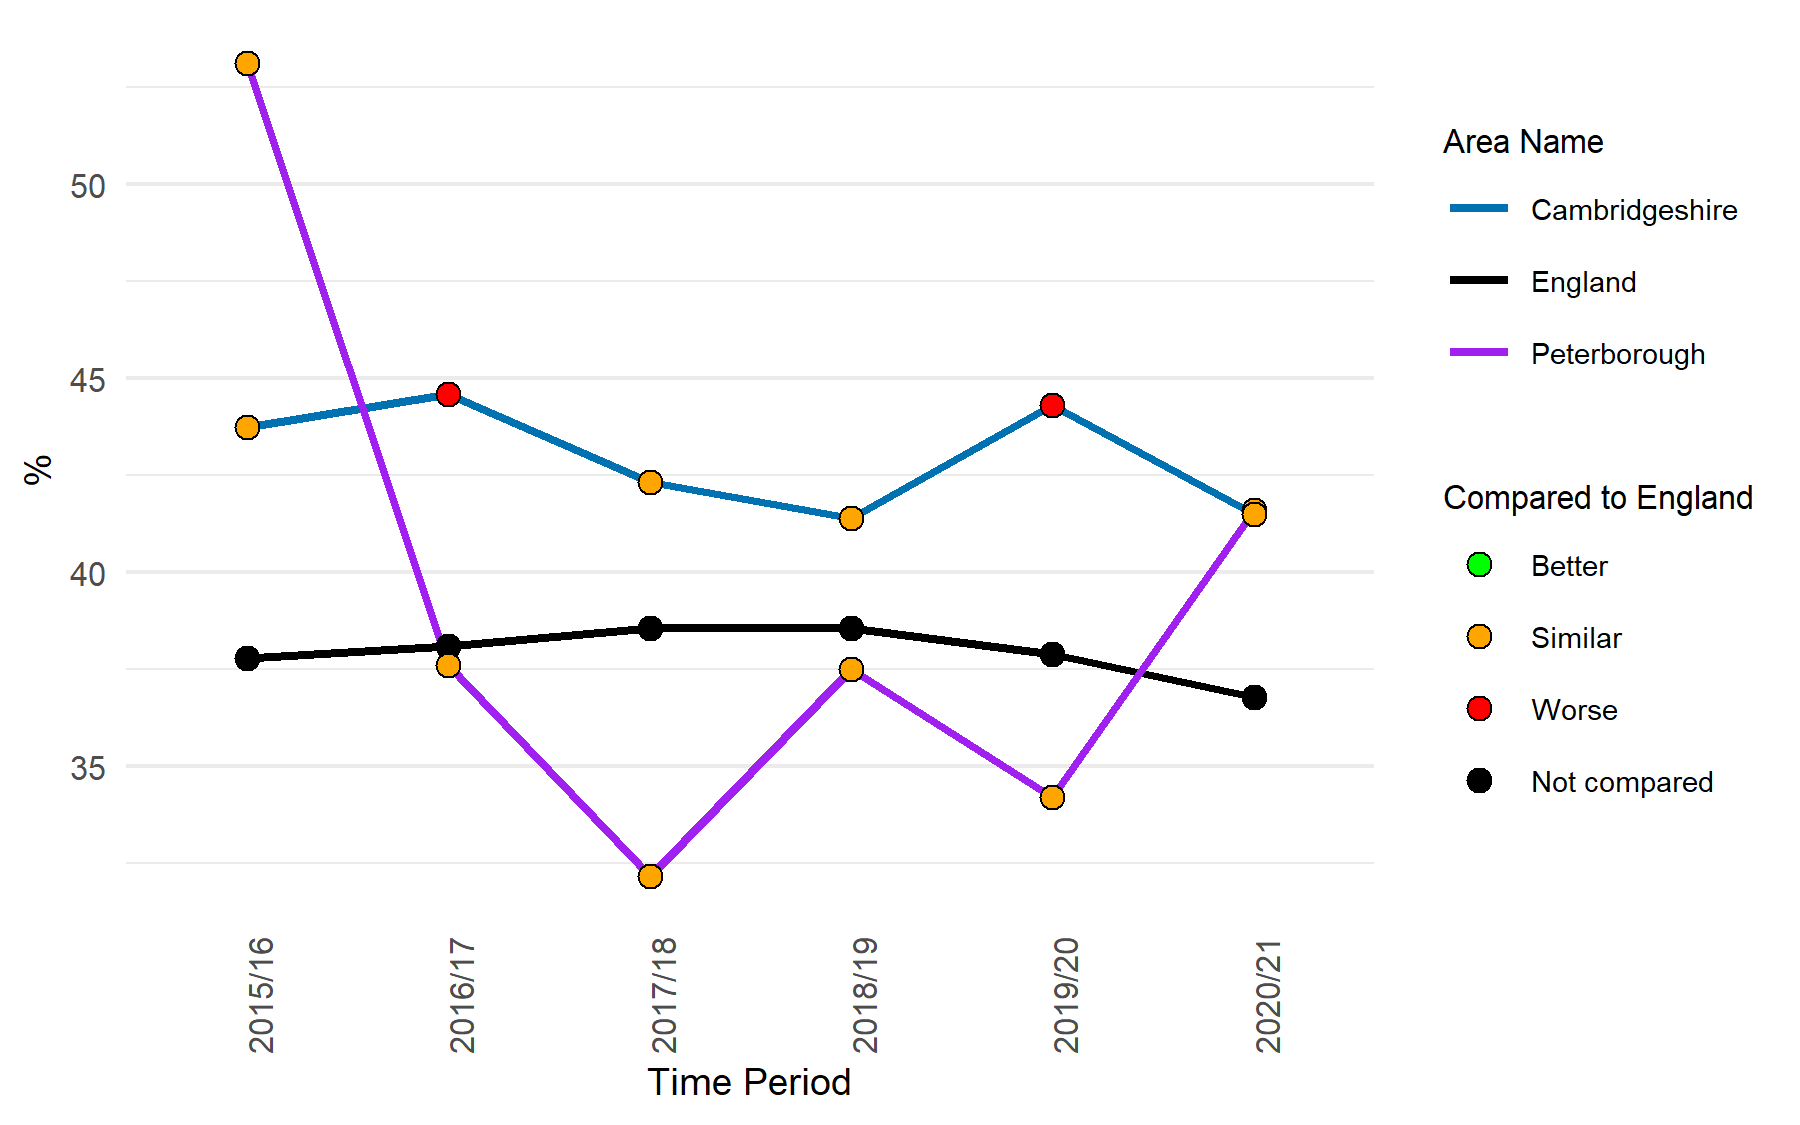 50
45
40
35
%
2015/16
2016/17
2017/18
2018/19
2019/20
2020/21
Time Period
Area Name
Cambridgeshire
England
Peterborough
Compared to England
Better
Similar
Worse
Not compared